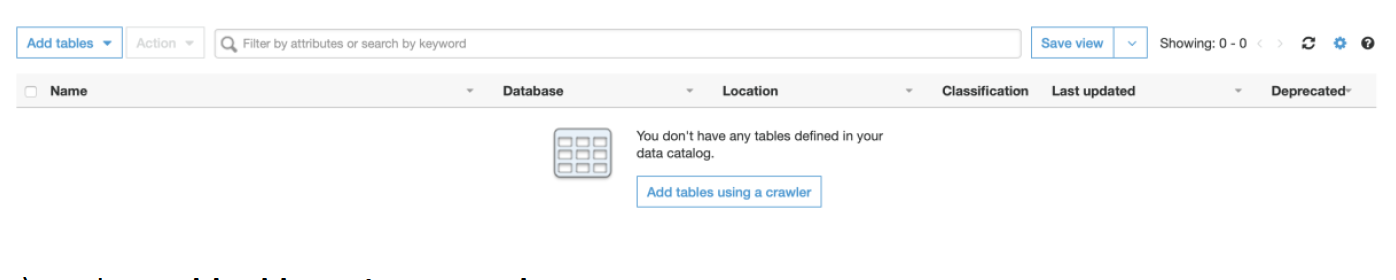 Add tables Action Filter by attributes or search by keyword Save view Showing: 0 - 0
Name Database Location Classification Last updated Deprecated
You don't have any tables defined in your
data catalog.
Add tables using a crawler